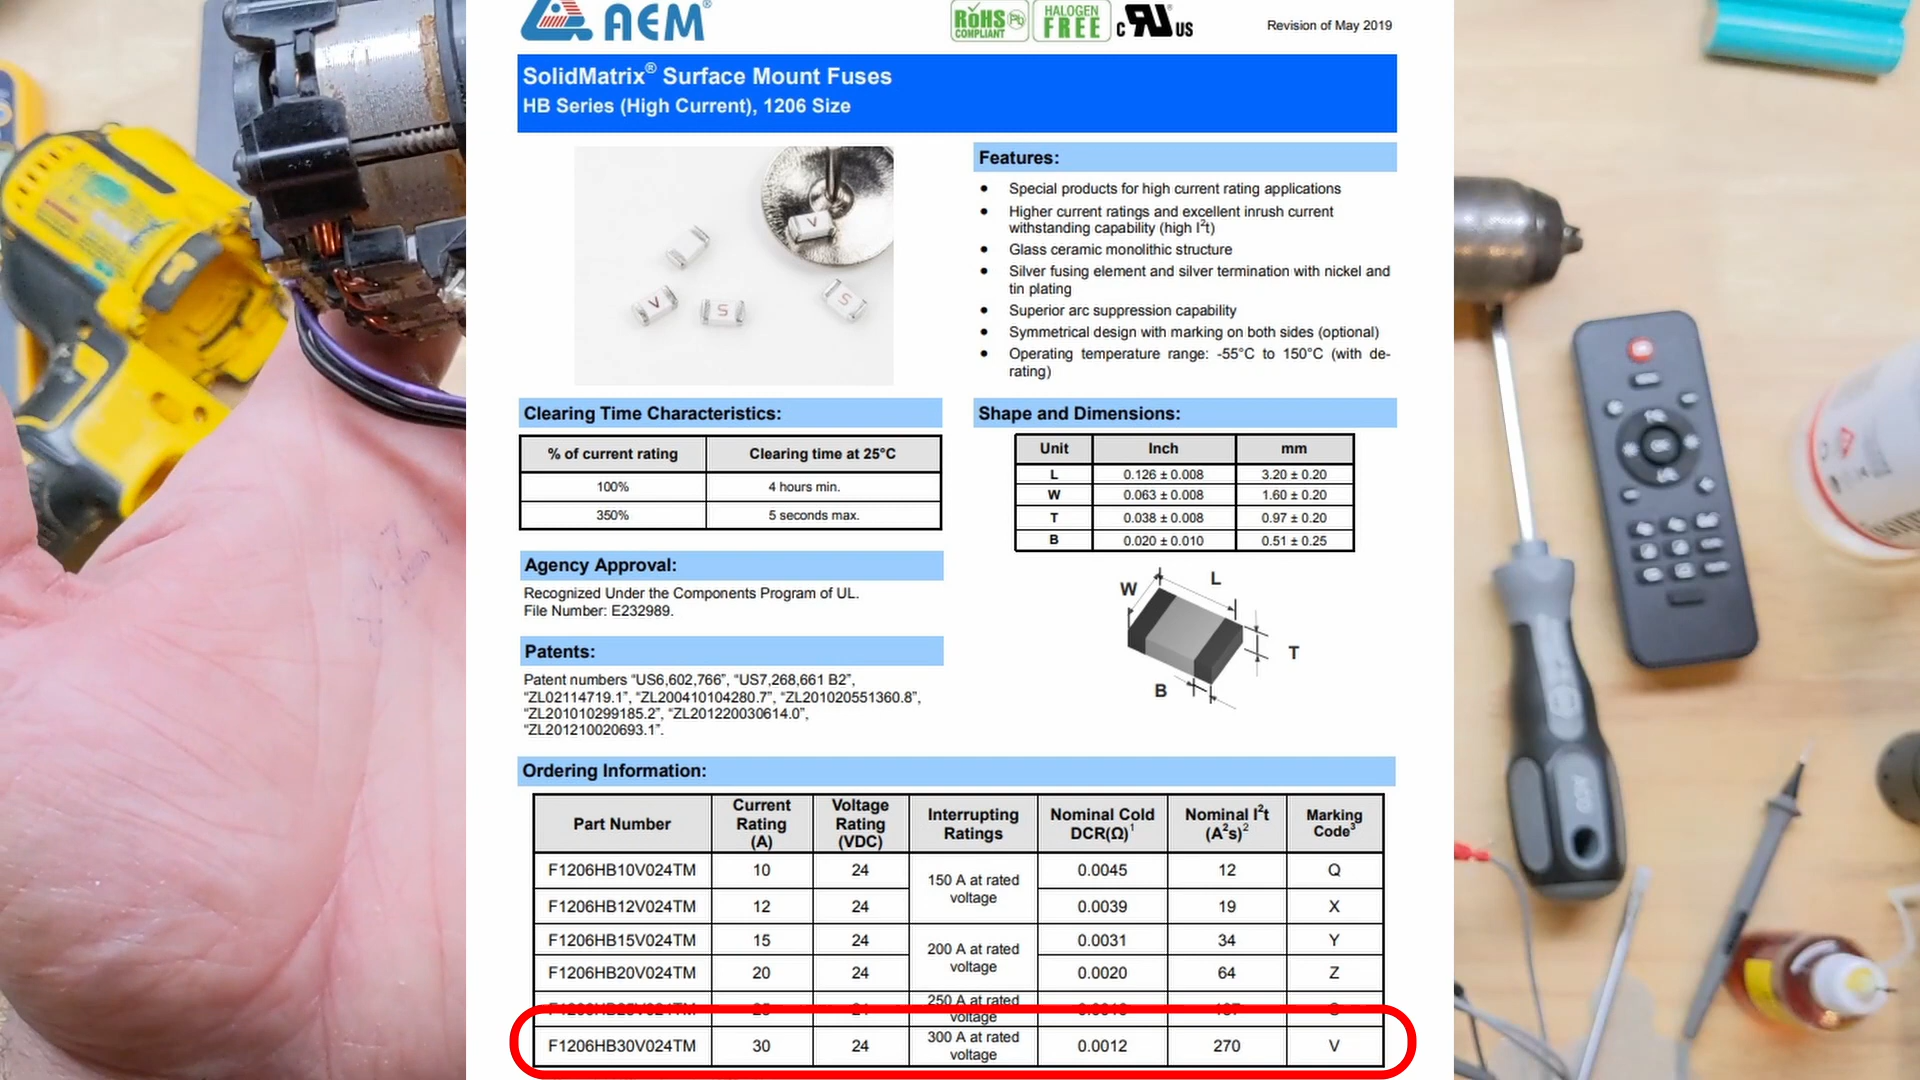 AEM®
RoHS
COMPLIANT
Pb
HALOGEN
FREE
c RU® US
Revision of May 2019
SolidMatrix® Surface Mount Fuses
HB Series (High Current), 1206 Size
V
V
S
S
Features:
● Special products for high current rating applications
● Higher current ratings and excellent inrush current
withstanding capability (high I²t)
● Glass ceramic monolithic structure
● Silver fusing element and silver termination with nickel and
tin plating
● Superior arc suppression capability
● Symmetrical design with marking on both sides (optional)
● Operating temperature range: -55°C to 150°C (with de-
rating)
Clearing Time Characteristics:
% of current rating Clearing time at 25°C
100% 4 hours min.
350% 5 seconds max.
Agency Approval:
Recognized Under the Components Program of UL.
File Number: E232989.
Patents:
Patent numbers “US6,602,766”, “US7,268,661 B2”,
“ZL02114719.1”, “ZL200410104280.7”, “ZL201020551360.8”,
“ZL201010299185.2”, “ZL201220030614.0”,
“ZL201210020693.1”.
Shape and Dimensions:
Unit Inch mm
L 0.126 ± 0.008 3.20 ± 0.20
W 0.063 ± 0.008 1.60 ± 0.20
T 0.038 ± 0.008 0.97 ± 0.20
B 0.020 ± 0.010 0.51 ± 0.25
W
L
T
B
Ordering Information:
Part Number Current Rating (A) Voltage Rating (VDC) Interrupting Ratings Nominal Cold DCR(Ω)¹ Nominal I²t (A²s)² Marking Code³
F1206HB10V024TM 10 24 150 A at rated voltage 0.0045 12 Q
F1206HB12V024TM 12 24 0.0039 19 X
F1206HB15V024TM 15 24 200 A at rated voltage 0.0031 34 Y
F1206HB20V024TM 20 24 0.0020 64 Z
250 A at rated voltage
F1206HB30V024TM 30 24 300 A at rated voltage 0.0012 270 V